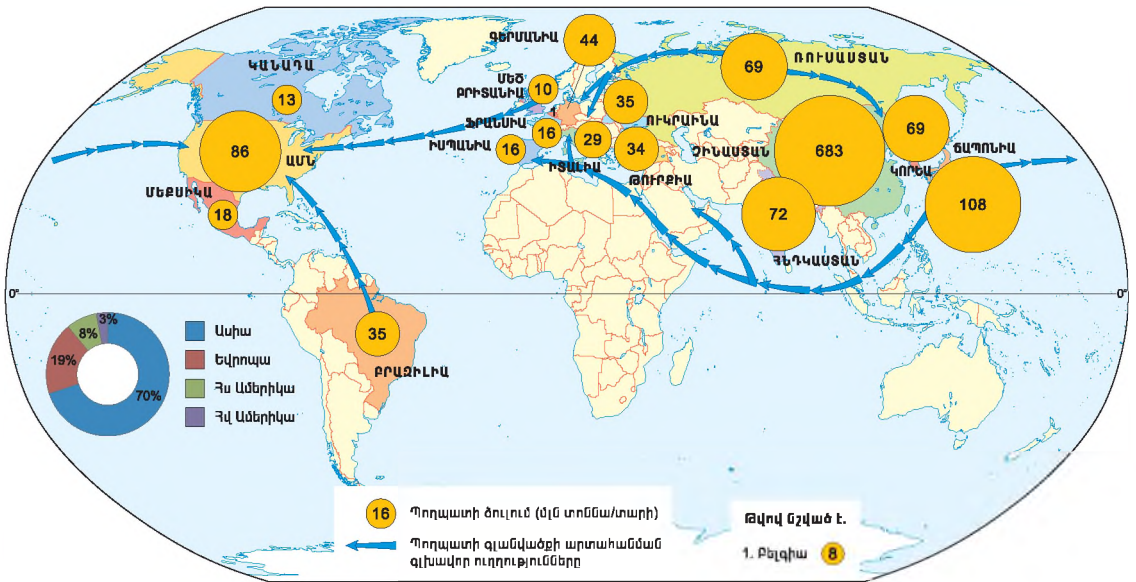 ԳԵՐՄԱՆԻԱ
44
ՌՈՒՍԱՍՏԱՆ
69
ԿԱՆԱԴԱ
13
ՄԵԾ
ԲՐԻՏԱՆԻԱ
10
35
ՈՒԿՐԱԻՆԱ
1
ՖՐԱՆՍԻԱ
16
29
ԻՏԱԼԻԱ
ԻՍՊԱՆԻԱ
16
34
ԹՈՒՐՔԻԱ
ՉԻՆԱՍՏԱՆ
683
69
ԿՈՐԵԱ
ՃԱՊՈՆԻԱ
108
86
ԱՄՆ
ՄԵՔՍԻԿԱ
18
72
ՀՆԴԿԱՍՏԱՆ
0°
0°
35
ԲՐԱԶԻԼԻԱ
3%
8%
19%
70%
Ասիա
Եվրոպա
Հս Ամերիկա
Հվ Ամերիկա
16 Պողպատի ձուլում (մլն տոննա/տարի)
Պողպատի գլանվածքի արտահանման
գլխավոր ուղղությունները
Թվով նշված է.
1. Բելգիա 8